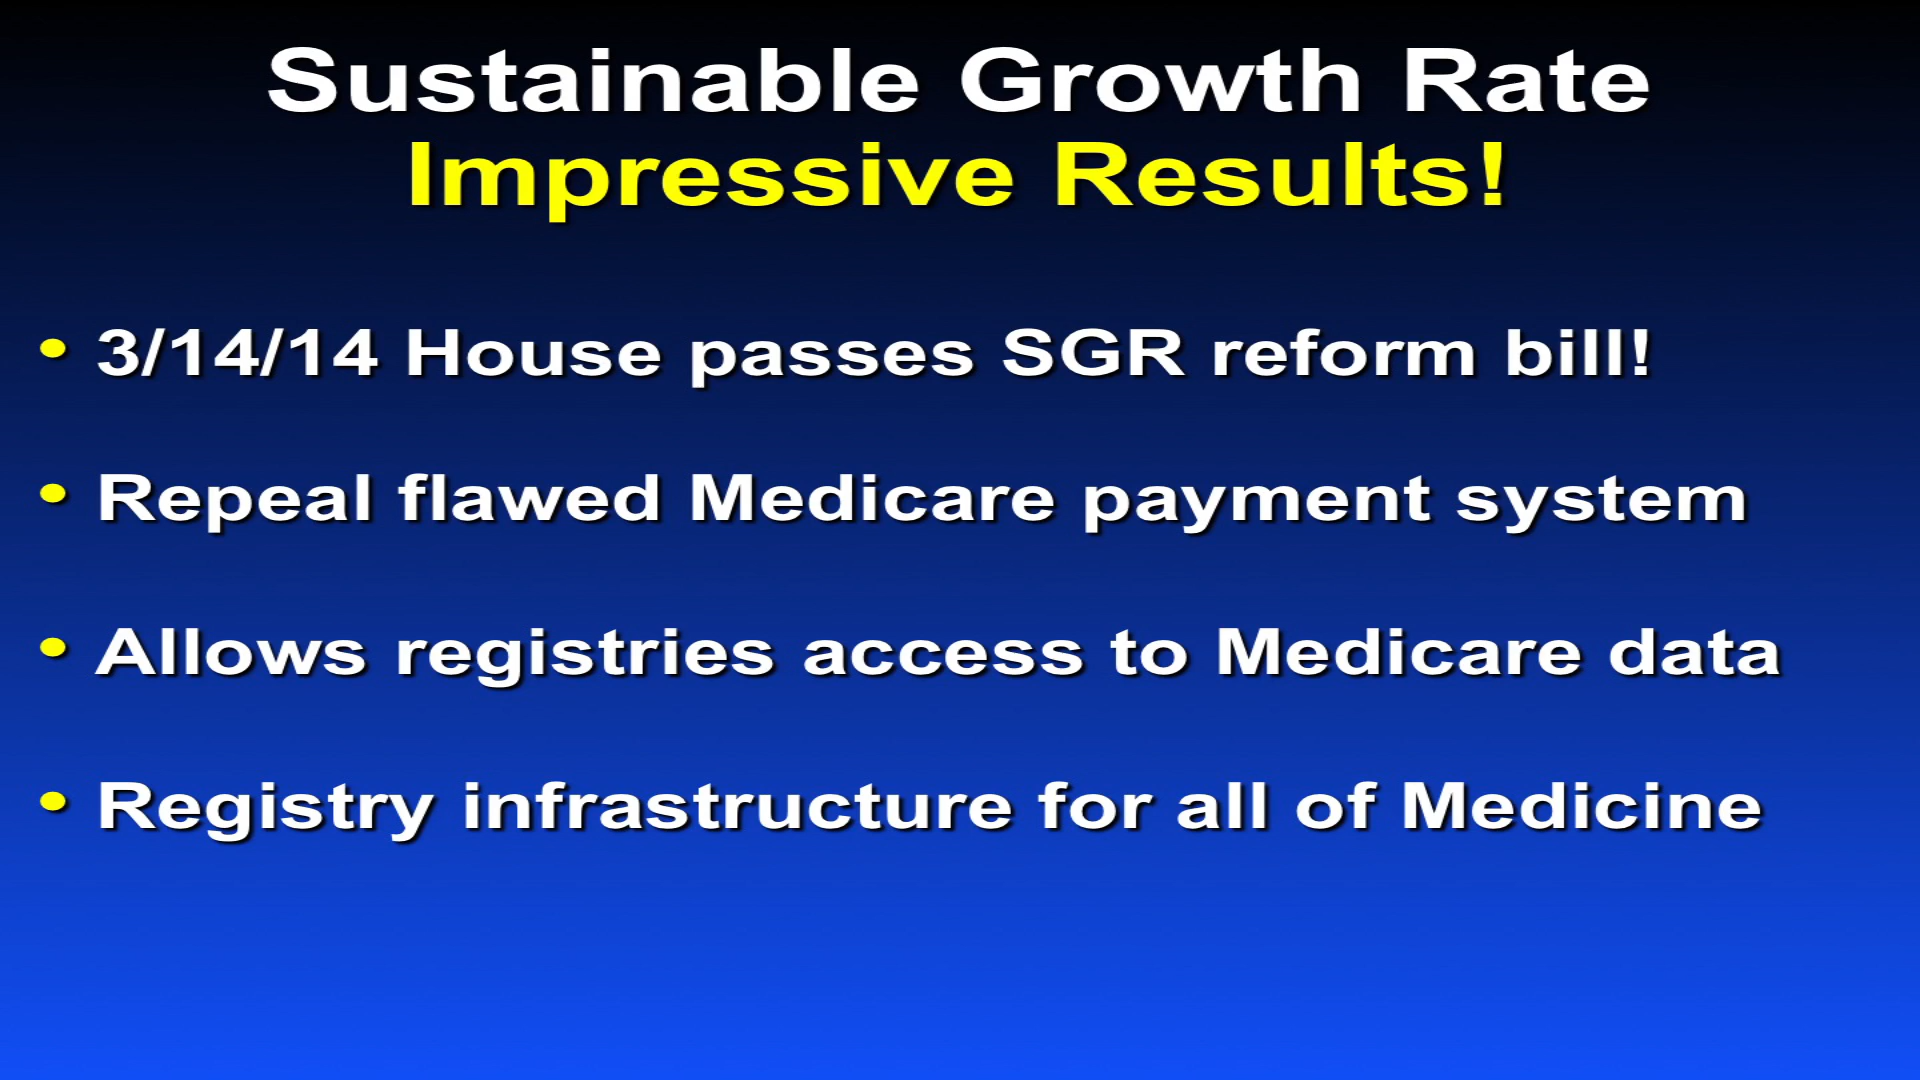 Sustainable Growth Rate
Impressive Results!
• 3/14/14 House passes SGR reform bill!
• Repeal flawed Medicare payment system
• Allows registries access to Medicare data
• Registry infrastructure for all of Medicine